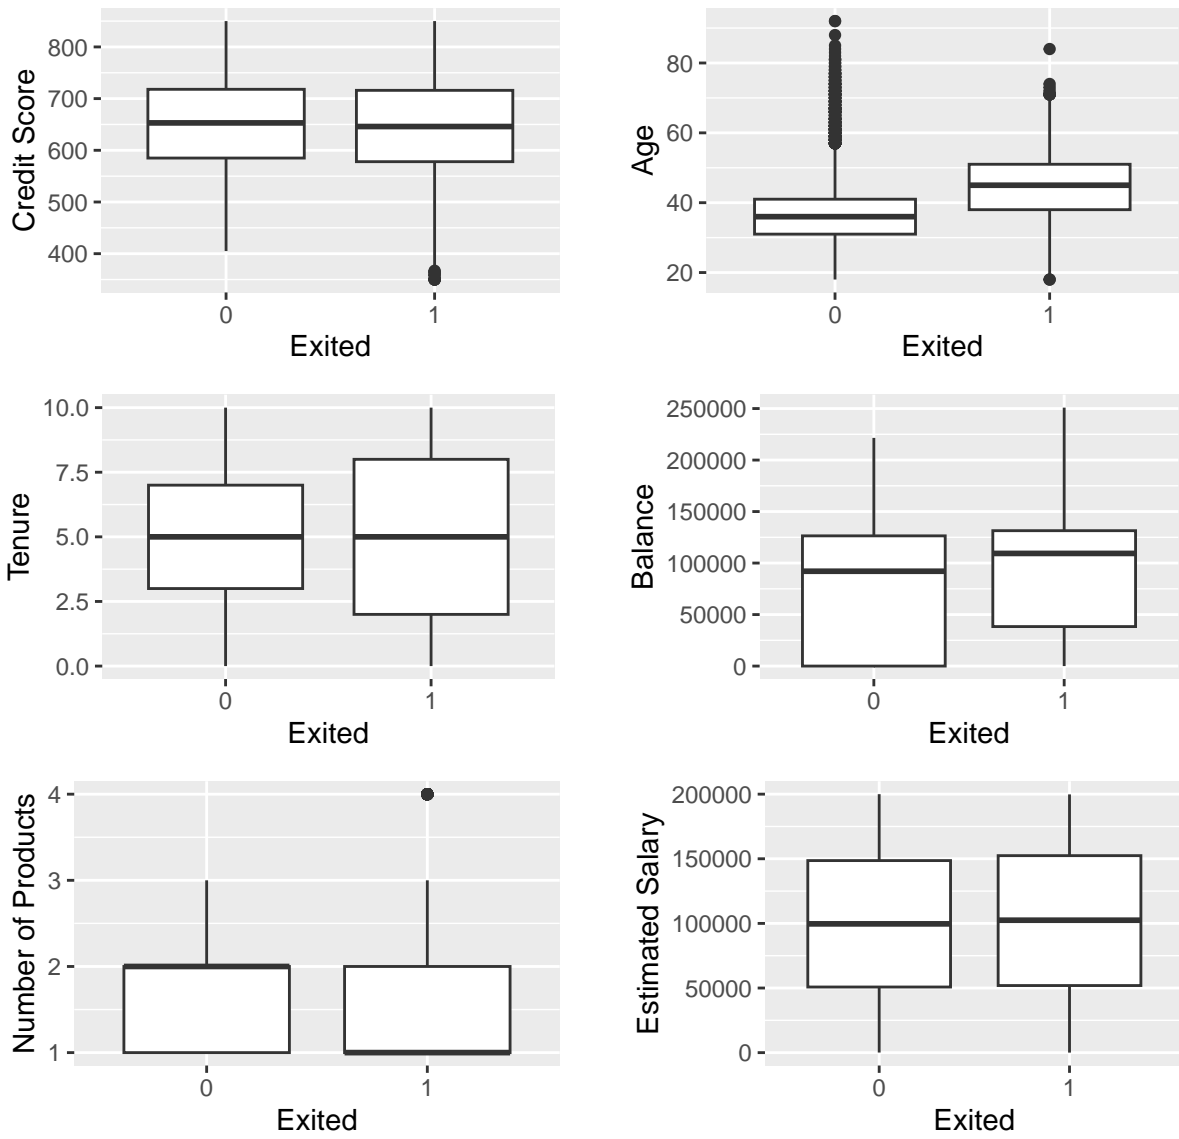 Credit Score
800
700
600
500
400
0 1
Exited
Age
80
60
40
20
0 1
Exited
Tenure
10.0
7.5
5.0
2.5
0.0
0 1
Exited
Balance
250000
200000
150000
100000
50000
0
0 1
Exited
Number of Products
4
3
2
1
0 1
Exited
Estimated Salary
200000
150000
100000
50000
0
0 1
Exited